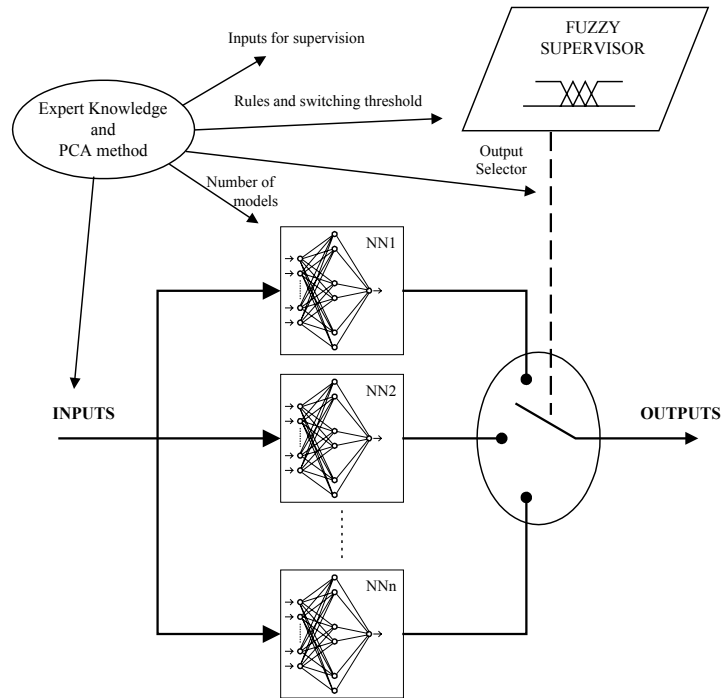 FUZZY
SUPERVISOR
Inputs for supervision
Expert Knowledge
and
PCA method
Rules and switching threshold
Output
Selector
Number of
models
NN1
NN2
INPUTS
OUTPUTS
NNn